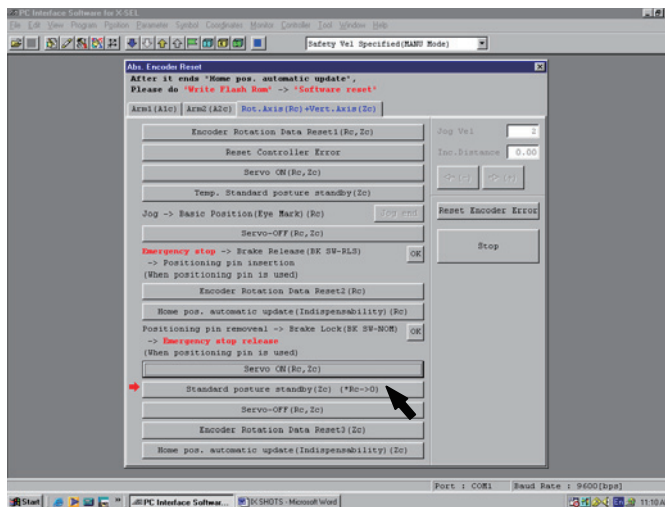 PC Interface Software for X-SEL
File Edit View Program Position Parameter Symbol Coordinates Monitor Controller Tool Window Help
Safety Vel Specified(MANU Mode)
Abs. Encoder Reset
After it ends "Home pos. automatic update",
Please do "Write Flash Rom" -> "Software reset"
Arm1(A1c) Arm2(A2c) Rot.Axis(Rc)+Vert.Axis(Zc)
Encoder Rotation Data Reset1(Rc,Zc)
Reset Controller Error
Servo ON(Rc,Zc)
Temp. Standard posture standby(Zc)
Jog -> Basic Position(Eye Mark)(Rc) Jog end
Servo-OFF(Rc,Zc)
Emergency stop -> Brake Release(BK SW-RLS) OK
-> Positioning pin insertion
(When positioning pin is used)
Encoder Rotation Data Reset2(Rc)
Home pos. automatic update(Indispensability)(Rc)
Positioning pin removeal -> Brake Lock(BK SW-NOM) OK
-> Emergency stop release
(When positioning pin is used)
Servo ON(Rc,Zc)
Standard posture standby(Zc) (*Rc->0)
Servo-OFF(Rc,Zc)
Encoder Rotation Data Reset3(Zc)
Home pos. automatic update(Indispensability)(Zc)
Jog Vel 2
Inc.Distance 0.00
(-) (+)
Reset Encoder Error
Stop
Port : COM1 Baud Rate : 9600[bps]
Start PC Interface Softwar... IX SHOTS - Microsoft Word 11:10 A